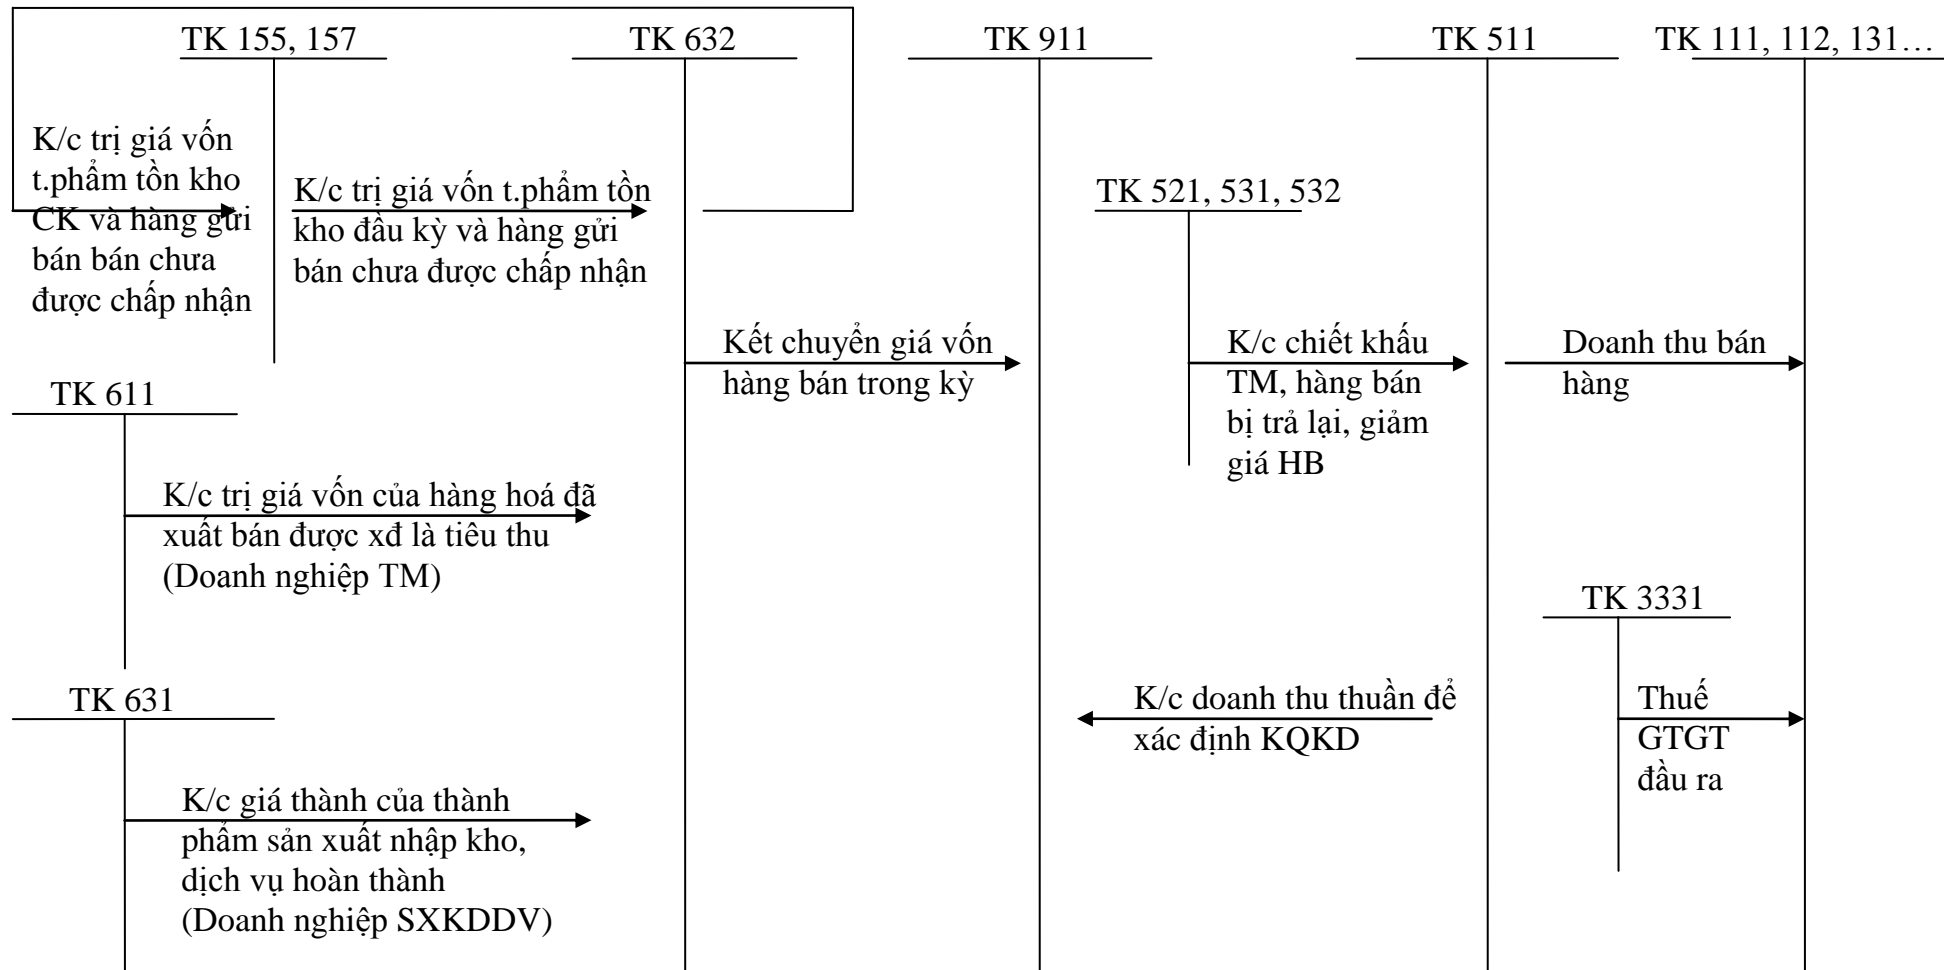 TK 155, 157
TK 632
TK 911
TK 511
TK 111, 112, 131…
K/c trị giá vốn
t.phẩm tồn kho
CK và hàng gửi
bán bán chưa
được chấp nhận
K/c trị giá vốn t.phẩm tồn
kho đầu kỳ và hàng gửi
bán chưa được chấp nhận
TK 521, 531, 532
Kết chuyển giá vốn
hàng bán trong kỳ
K/c chiết khấu
TM, hàng bán
bị trả lại, giảm
giá HB
Doanh thu bán
hàng
TK 611
K/c trị giá vốn của hàng hoá đã
xuất bán được xđ là tiêu thu
(Doanh nghiệp TM)
TK 3331
TK 631
K/c doanh thu thuần để
xác định KQKD
Thuế
GTGT
đầu ra
K/c giá thành của thành
phẩm sản xuất nhập kho,
dịch vụ hoàn thành
(Doanh nghiệp SXKDDV)